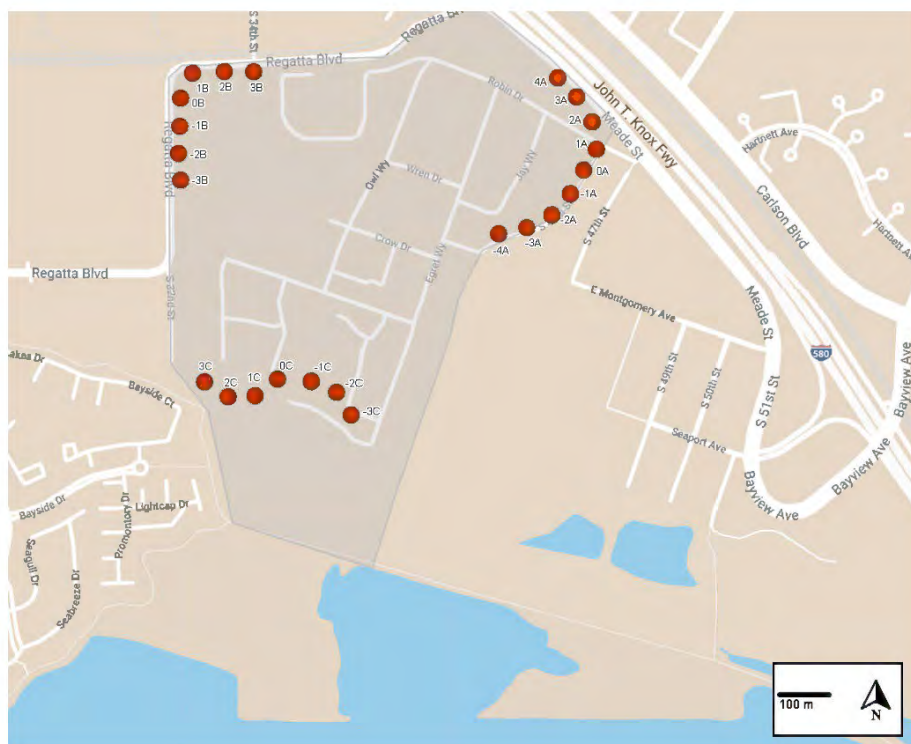 Regatta Blvd
S 34th St
Regatta Blvd
1B
2B
3B
0B
-1B
Regatta Blvd
-2B
-3B
4A
3A
2A
1A
0A
-1A
-2A
-3A
-4A
Robin Dr
John T. Knox Fwy
Meade St
Owl Wy
Wren Dr
Jay Wy
Crow Dr
Egret Wy
S 47th St
Hartnett Ave
Hartnett Ave
Carlson Blvd
Regatta Blvd
S 32nd St
E Montgomery Ave
Meade St
580
S 49th St
S 50th St
S 51st St
3C
2C
1C
0C
-1C
-2C
-3C
Bayside Ct
Seaport Ave
Bayview Ave
Bayview Ave
Bayside Dr
Promontory Dr
Lightcap Dr
Seagull Dr
Seabreeze Dr
100 m
N